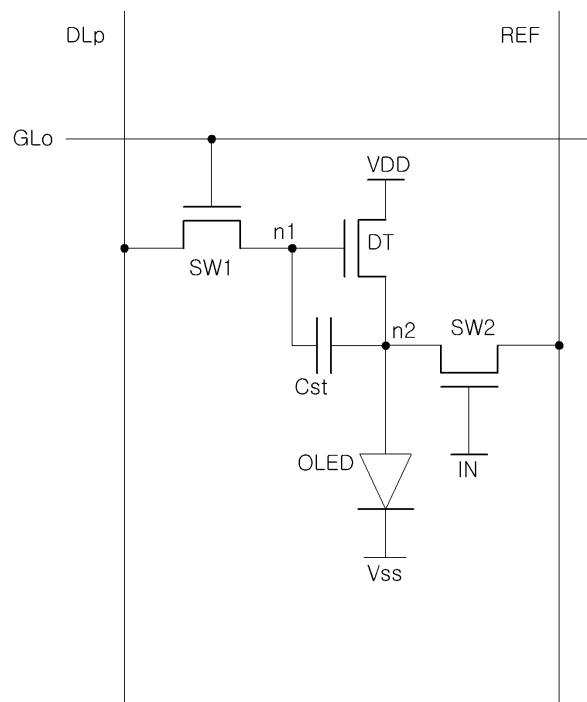 DLp
REF
GLo
VDD
n1
DT
SW1
n2
SW2
Cst
OLED
IN
Vss